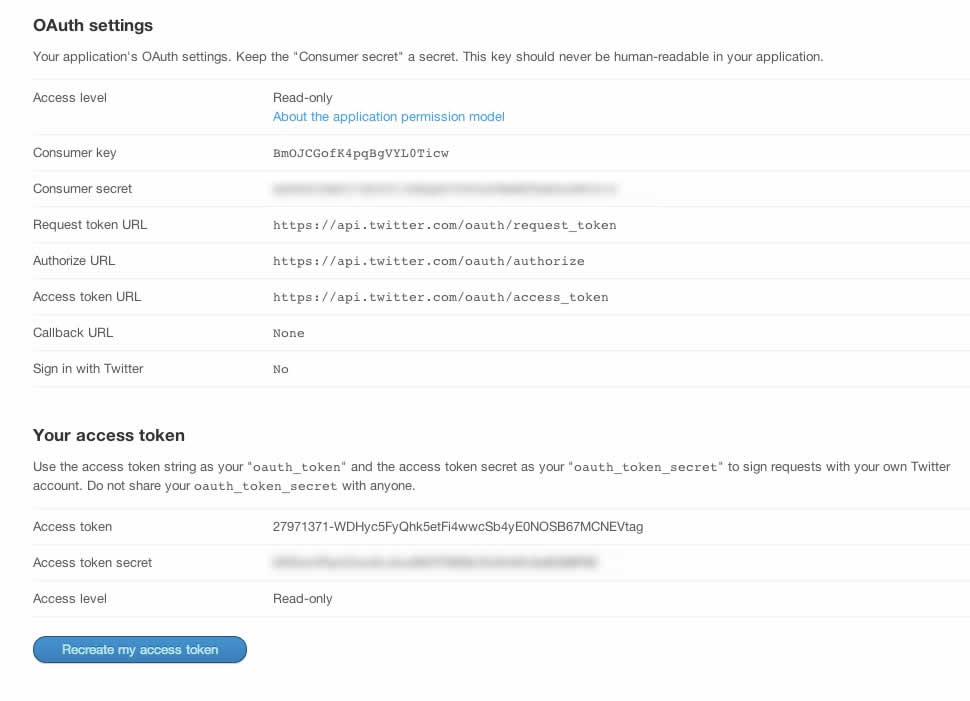 OAuth settings
Your application's OAuth settings. Keep the "Consumer secret" a secret. This key should never be human-readable in your application.
Access level Read-only
About the application permission model
Consumer key BmOJCGofK4pqBgVYL0Ticw
Consumer secret
Request token URL https://api.twitter.com/oauth/request_token
Authorize URL https://api.twitter.com/oauth/authorize
Access token URL https://api.twitter.com/oauth/access_token
Callback URL None
Sign in with Twitter No
Your access token
Use the access token string as your "oauth_token" and the access token secret as your "oauth_token_secret" to sign requests with your own Twitter
account. Do not share your oauth_token_secret with anyone.
Access token 27971371-WDHyc5FyQhk5etFi4wwcSb4yE0NOSB67MCNEVtag
Access token secret
Access level Read-only
Recreate my access token